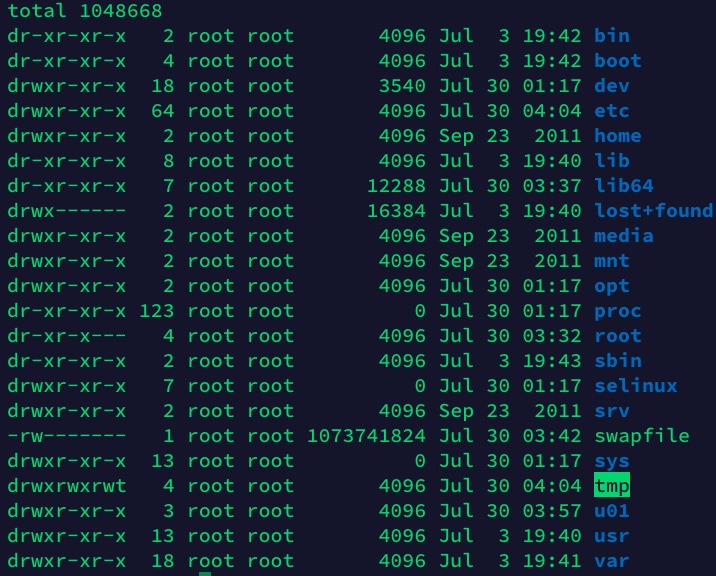 total 1048668
dr-xr-xr-x   2 root root       4096 Jul  3 19:42 bin
dr-xr-xr-x   4 root root       4096 Jul  3 19:42 boot
drwxr-xr-x  18 root root       3540 Jul 30 01:17 dev
drwxr-xr-x  64 root root       4096 Jul 30 04:04 etc
drwxr-xr-x   2 root root       4096 Sep 23  2011 home
dr-xr-xr-x   8 root root       4096 Jul  3 19:40 lib
dr-xr-xr-x   7 root root      12288 Jul 30 03:37 lib64
drwx------   2 root root      16384 Jul  3 19:40 lost+found
drwxr-xr-x   2 root root       4096 Sep 23  2011 media
drwxr-xr-x   2 root root       4096 Sep 23  2011 mnt
drwxr-xr-x   2 root root       4096 Jul 30 01:17 opt
dr-xr-xr-x 123 root root          0 Jul 30 01:17 proc
dr-xr-x---   4 root root       4096 Jul 30 03:32 root
dr-xr-xr-x   2 root root       4096 Jul  3 19:43 sbin
drwxr-xr-x   7 root root          0 Jul 30 01:17 selinux
drwxr-xr-x   2 root root       4096 Sep 23  2011 srv
-rw-------   1 root root 1073741824 Jul 30 03:42 swapfile
drwxr-xr-x  13 root root          0 Jul 30 01:17 sys
drwxrwxrwt   4 root root       4096 Jul 30 04:04 tmp
drwxr-xr-x   3 root root       4096 Jul 30 03:57 u01
drwxr-xr-x  13 root root       4096 Jul  3 19:40 usr
drwxr-xr-x  18 root root       4096 Jul  3 19:41 var